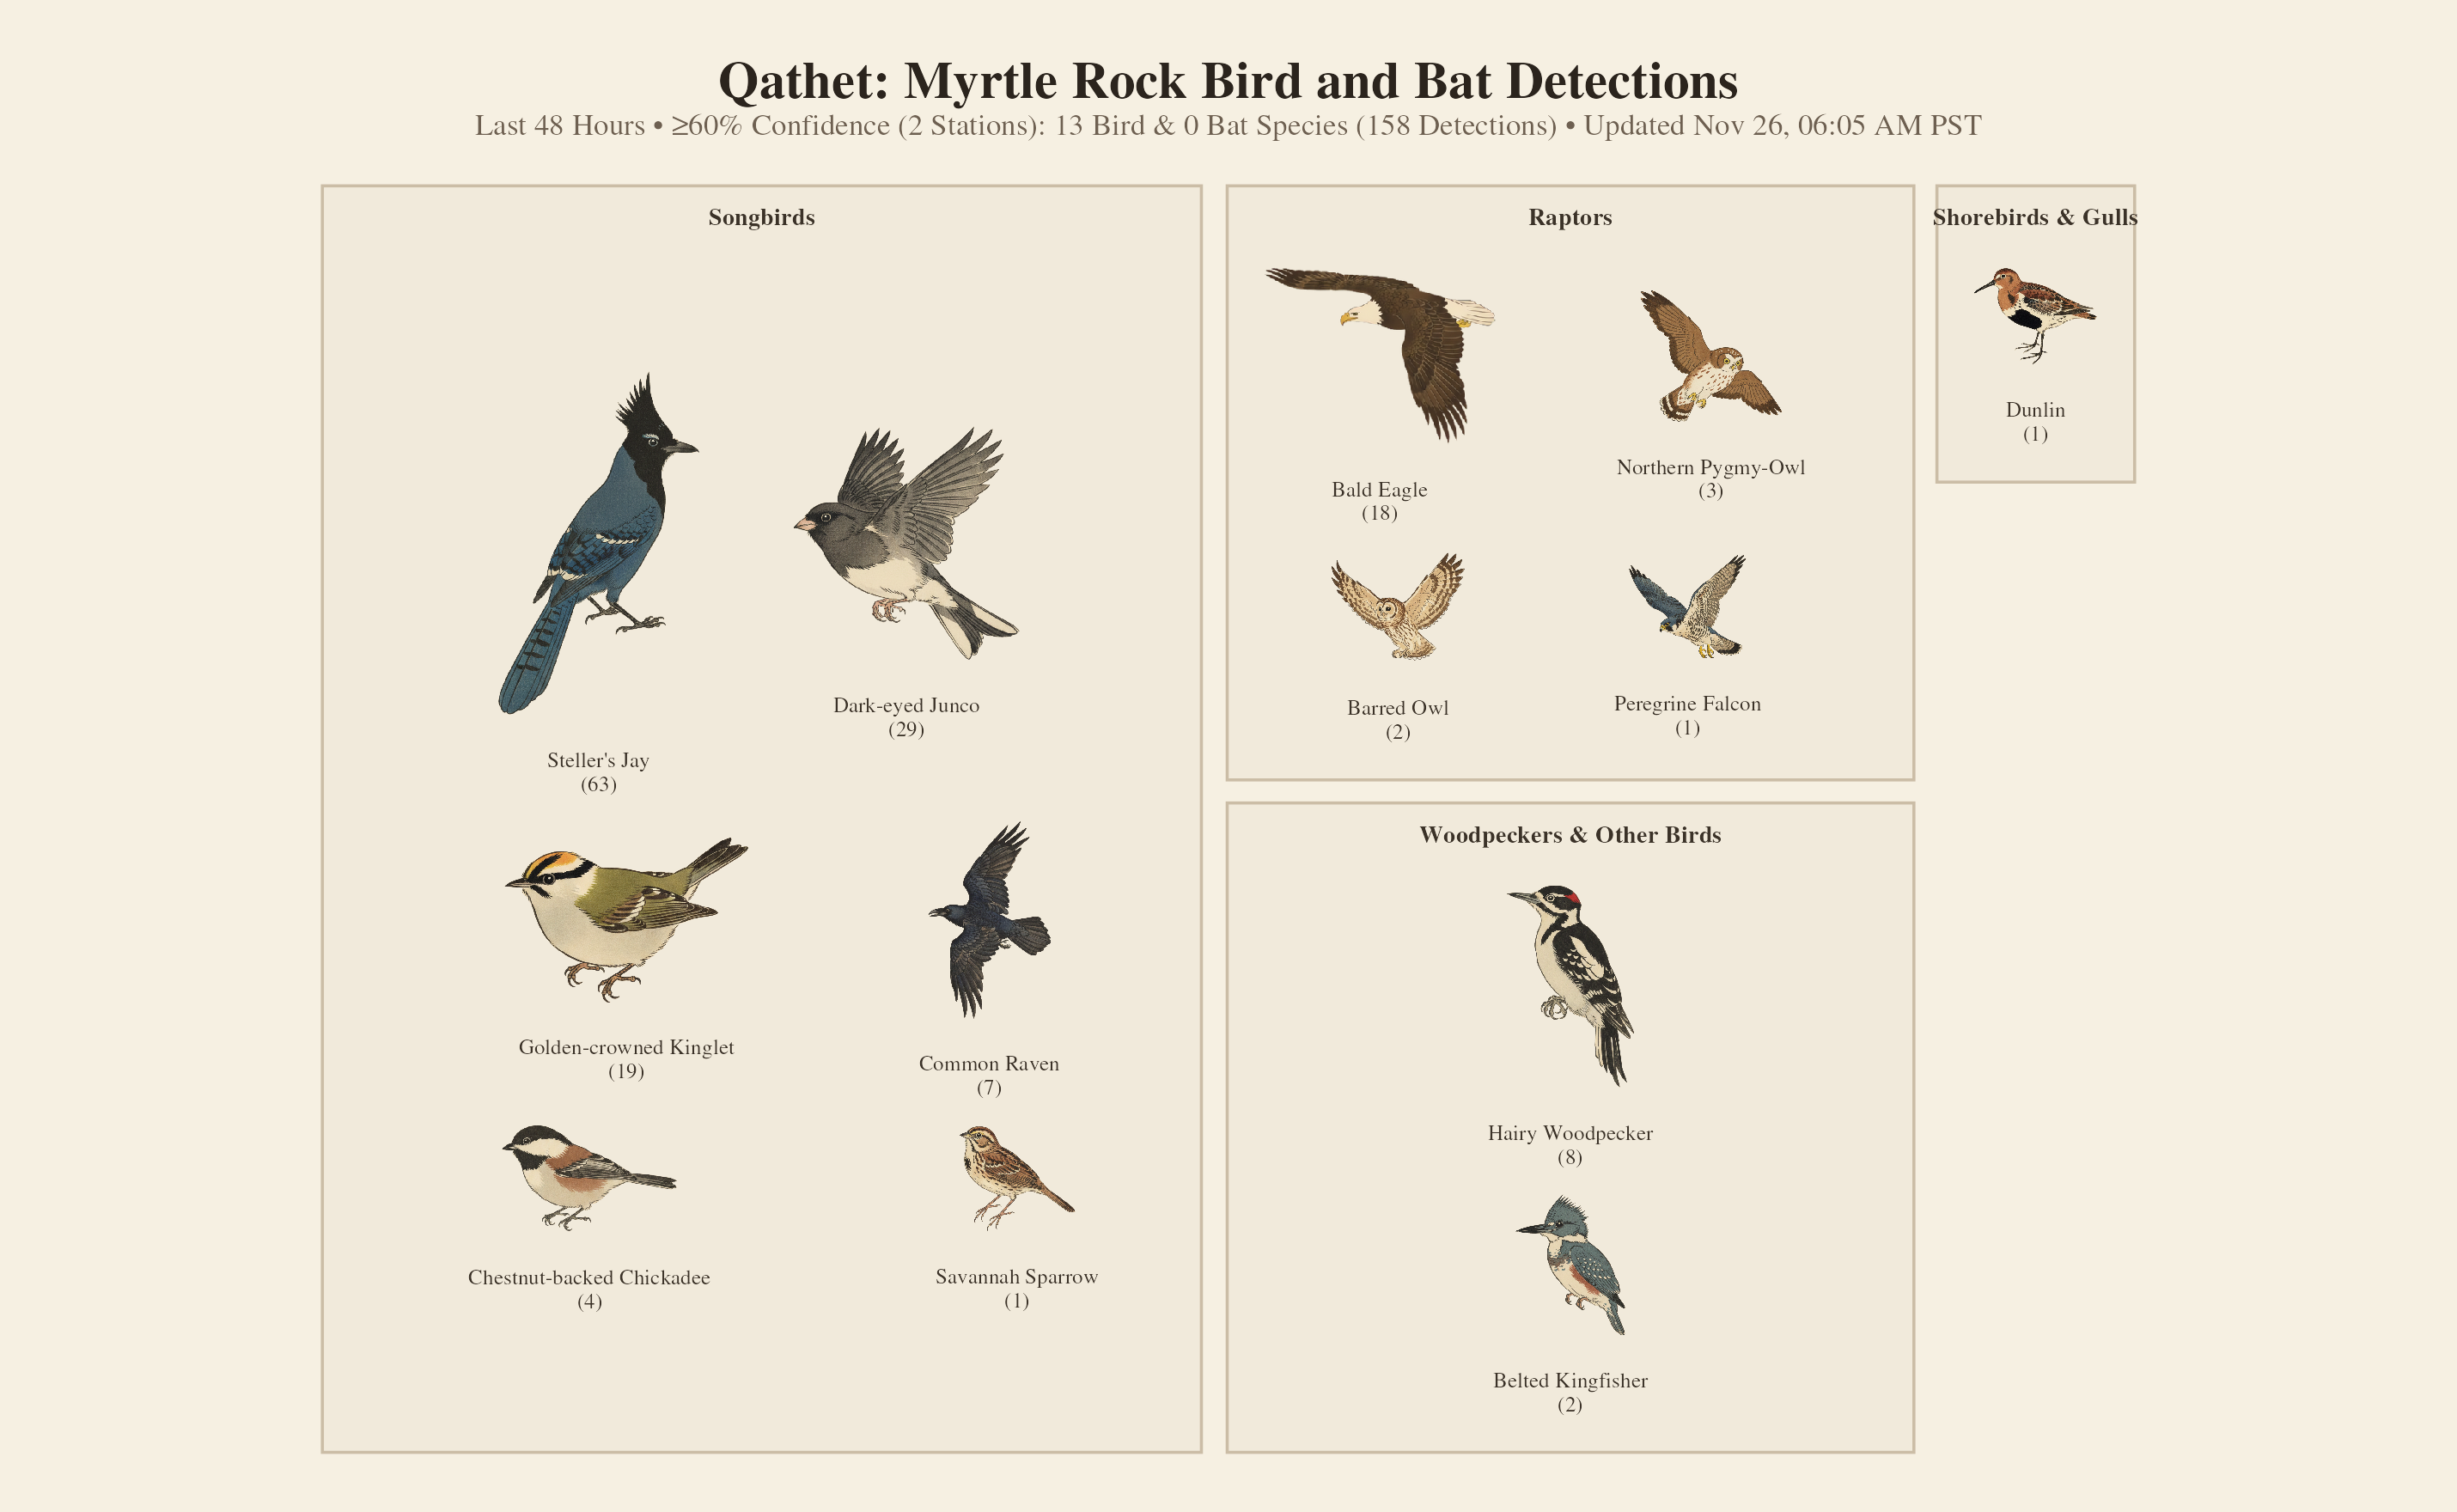 Qathet: Myrtle Rock Bird and Bat Detections
Last 48 Hours • ≥60% Confidence (2 Stations): 13 Bird & 0 Bat Species (158 Detections) • Updated Nov 26, 06:05 AM PST
Songbirds
Steller's Jay
(63)
Dark-eyed Junco
(29)
Golden-crowned Kinglet
(19)
Common Raven
(7)
Chestnut-backed Chickadee
(4)
Savannah Sparrow
(1)
Raptors
Bald Eagle
(18)
Northern Pygmy-Owl
(3)
Barred Owl
(2)
Peregrine Falcon
(1)
Woodpeckers & Other Birds
Hairy Woodpecker
(8)
Belted Kingfisher
(2)
Shorebirds & Gulls
Dunlin
(1)